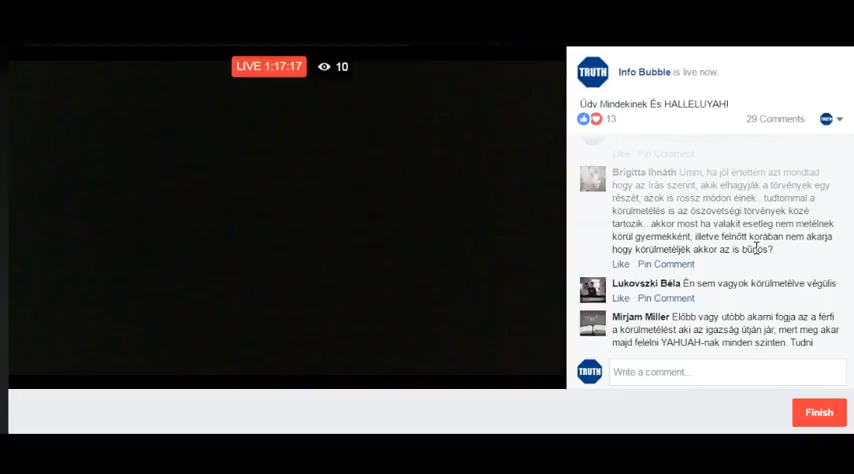 LIVE 1:17:17 10
TRUTH
Info Bubble is live now.
Üdv Mindekinek És HALLELUYAH!
13 29 Comments TRUTH
Like Pin Comment
Brigitta Ihnáth Umm, ha jól értettem azt mondtad
hogy az írás szerint, akik elhagyják a törvények egy
részét, azok is rossz módon élnek.. tudtommal a
körülmetélés is az ószövetségi törvények közé
tartozik.. akkor most ha valakit esetleg nem metélnek
körül gyermekként, illetve felnőtt korában nem akarja
hogy körülmetéljék akkor az is bűnös?
Like Pin Comment
Lukovszki Béla Én sem vagyok körülmetélve végülis
Like Pin Comment
Mirjam Miller Előbb vagy utóbb akarni fogja az a férfi
a körülmetélést aki az igazság útján jár, mert meg akar
majd felelni YAHUAH-nak minden szinten. Tudni
TRUTH Write a comment...
Finish